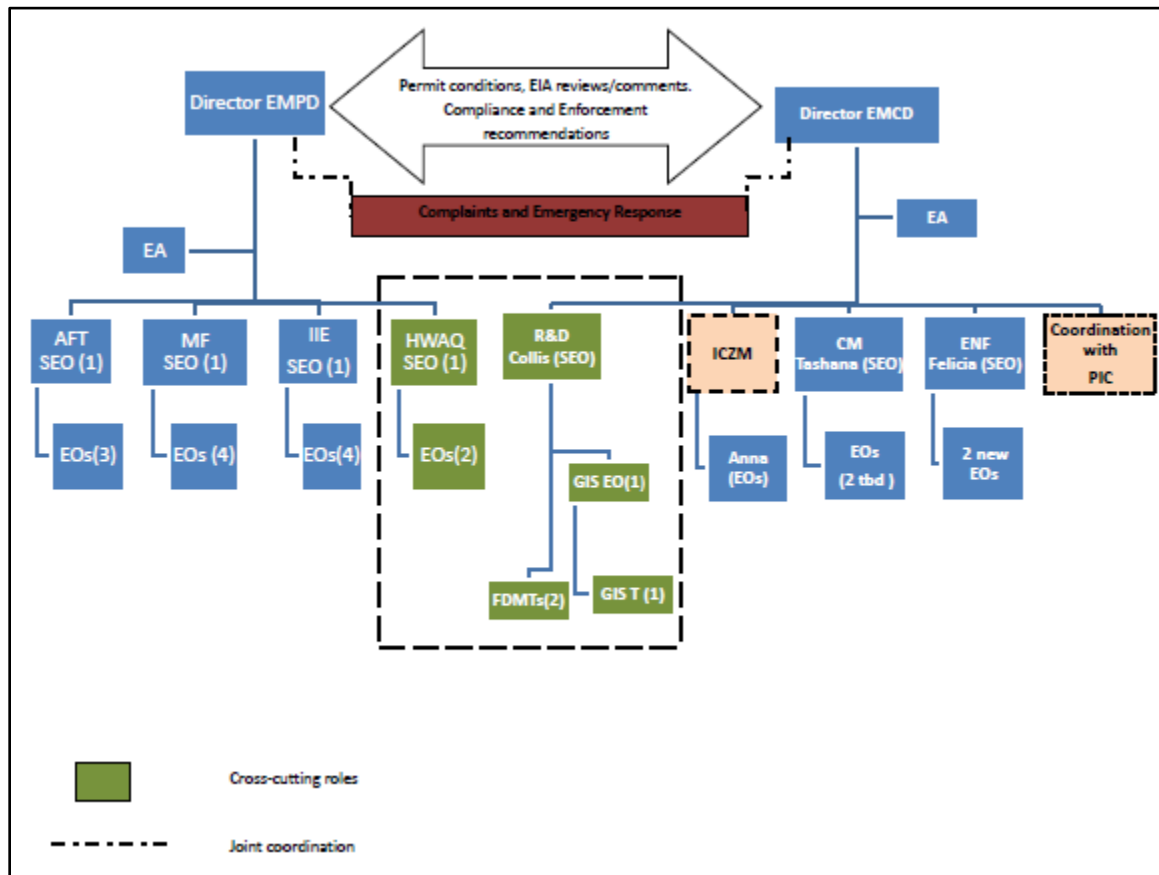 Director EMPD
Permit conditions, EIA reviews/comments.
Compliance and Enforcement
recommendations
Director EMCD
Complaints and Emergency Response
EA
EA
AFT
SEO (1)
MF
SEO (1)
IIE
SEO (1)
HWAQ
SEO (1)
R&D
Collis (SEO)
ICZM
CM
Tashana (SEO)
ENF
Felicia (SEO)
Coordination
with
PIC
EOs(3)
EOs (4)
EOs(4)
EOs(2)
GIS EO(1)
Anna
(EOs)
EOs
(2 tbd )
2 new
EOs
FDMTs(2)
GIS T (1)
Cross-cutting roles
Joint coordination